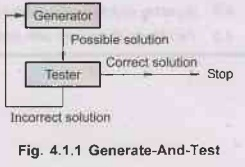 Generator
Possible solution
Correct solution
Tester
Stop
Incorrect solution
Fig. 4.1.1 Generate-And-Test